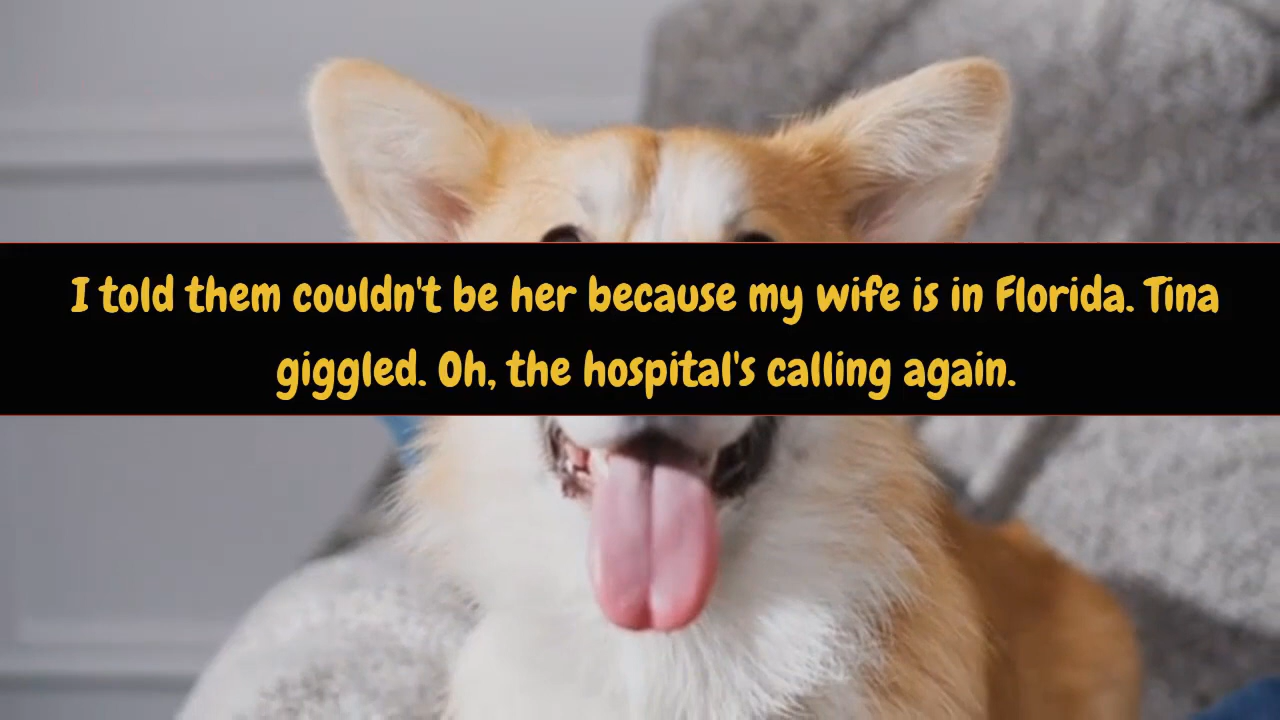 I told them couldn't be her because my wife is in Florida. Tina
giggled. Oh, the hospital's calling again.